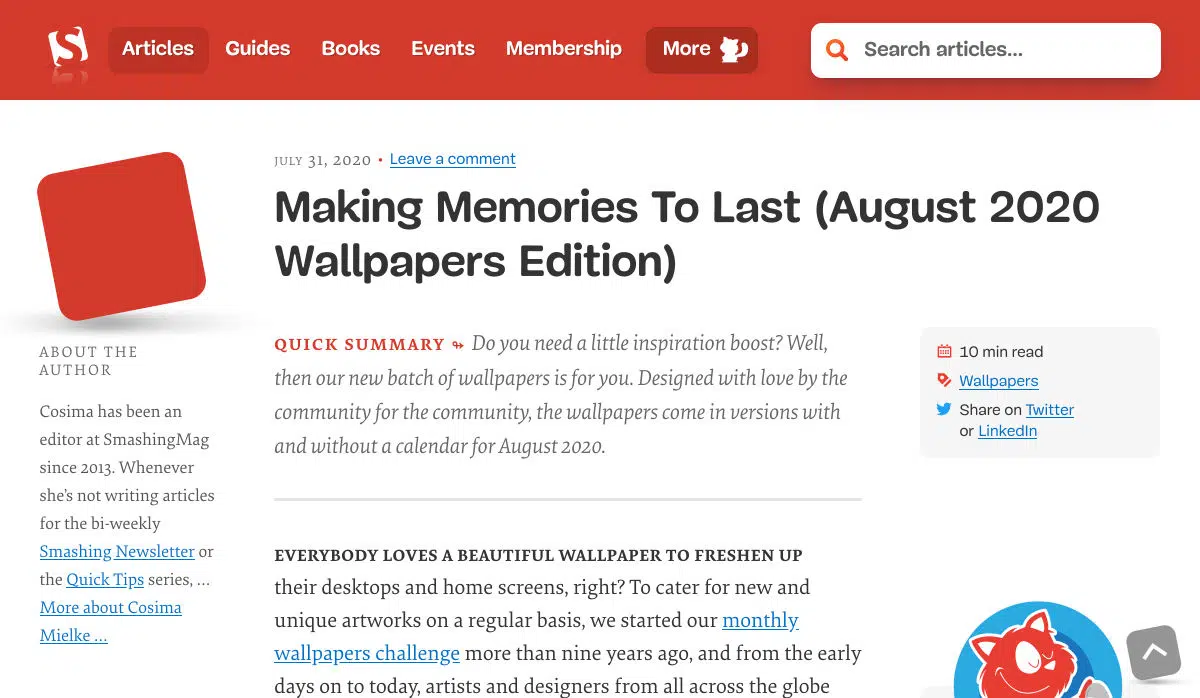 Articles Guides Books Events Membership More Search articles...
JULY 31, 2020 • Leave a comment
Making Memories To Last (August 2020
Wallpapers Edition)
ABOUT THE
AUTHOR
Cosima has been an
editor at SmashingMag
since 2013. Whenever
she’s not writing articles
for the bi-weekly
Smashing Newsletter or
the Quick Tips series, …
More about Cosima
Mielke …
QUICK SUMMARY ↬ Do you need a little inspiration boost? Well,
then our new batch of wallpapers is for you. Designed with love by the
community for the community, the wallpapers come in versions with
and without a calendar for August 2020.
10 min read
Wallpapers
Share on Twitter
or LinkedIn
EVERYBODY LOVES A BEAUTIFUL WALLPAPER TO FRESHEN UP
their desktops and home screens, right? To cater for new and
unique artworks on a regular basis, we started our monthly
wallpapers challenge more than nine years ago, and from the early
days on to today, artists and designers from all across the globe